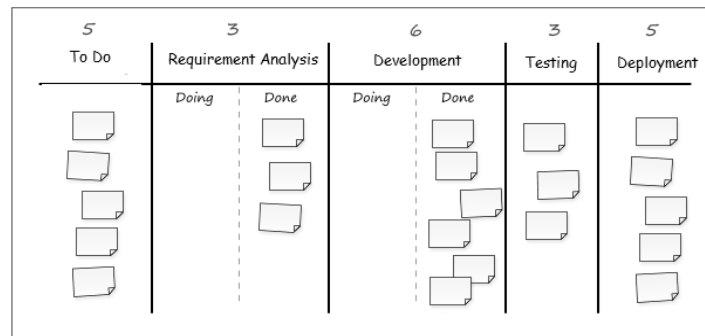 5 3 6 3 5
To Do Requirement Analysis Development Testing Deployment
Doing Done Doing Done